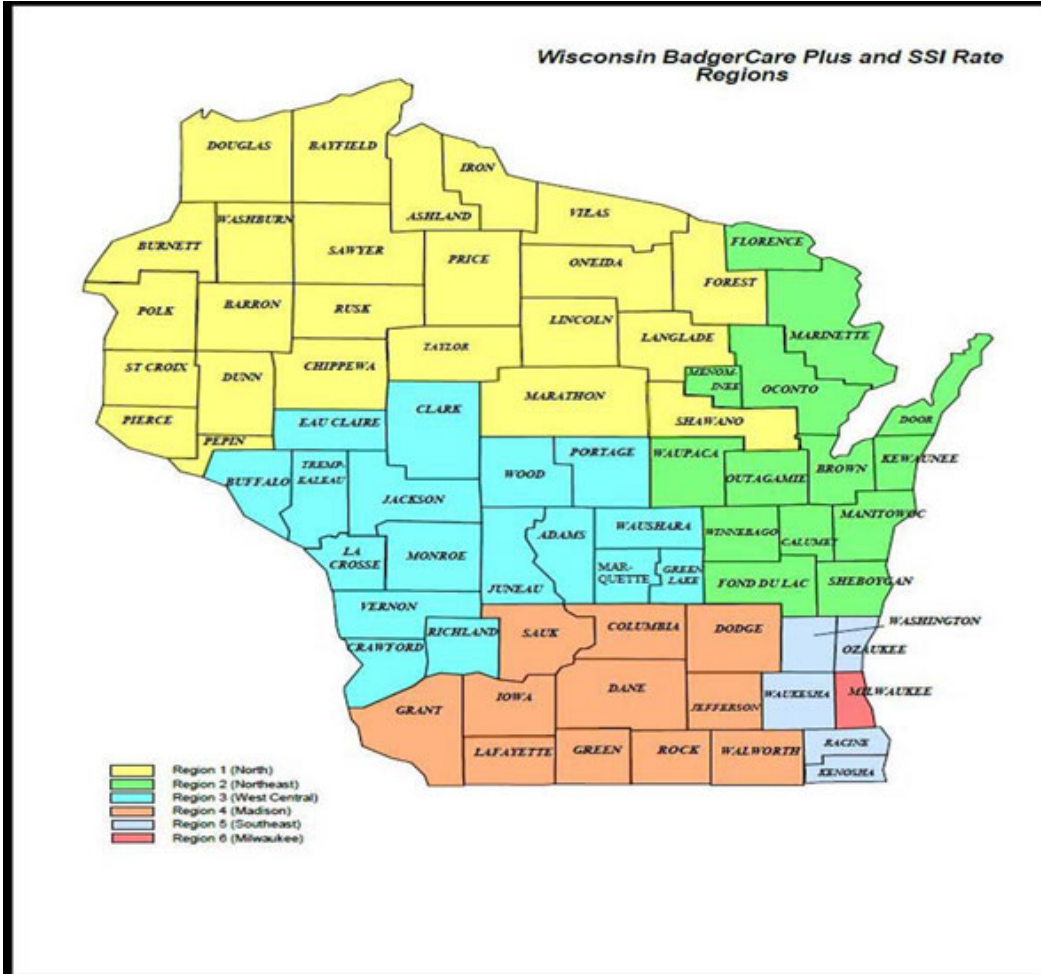 Wisconsin BadgerCare Plus and SSI Rate
Regions
DOUGLAS
BAYFIELD
IRON
ASHLAND
VILAS
WASHBURN
BURNETT
SAWYER
PRICE
ONEIDA
FLORENCE
FOREST
POLK
BARRON
RUSK
LINCOLN
MARINETTE
LANGLADE
TAYLOR
ST CROIX
DUNN
CHIPPEWA
MENOM-
INEE
OCONTO
MARATHON
CLARK
PIERCE
EAU CLAIRE
SHAWANO
DOOR
PEPIN
PORTAGE
WAUPACA
BROWN
KEWAUNEE
TREMP-
EALEAU
BUFFALO
WOOD
OUTAGAMIE
JACKSON
MANITOWOC
WAUSHARA
ADAMS
WINNEBAGO
CALUMET
LA
CROSSE
MONROE
MAR-
QUETTE
GREEN
LAKE
JUNEAU
FOND DU LAC
SHEBOYGAN
VERNON
WASHINGTON
RICHLAND
SAUK
COLUMBIA
DODGE
CRAWFORD
OZAUKEE
DANE
IOWA
WAUKESHA
MILWAUKEE
GRANT
JEFFERSON
LAFAYETTE
GREEN
ROCK
WALWORTH
RACINE
KENOSHA
Region 1 (North)
Region 2 (Northeast)
Region 3 (West Central)
Region 4 (Madison)
Region 5 (Southeast)
Region 6 (Milwaukee)